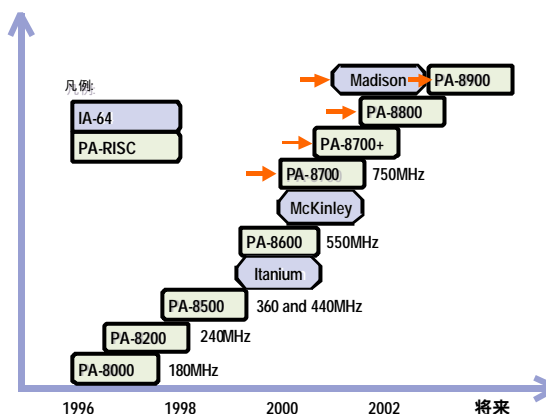 Madison PA-8900
凡例:
PA-8800
IA-64
PA-RISC
PA-8700+
PA-8700 750MHz
McKinley
PA-8600 550MHz
Itanium
PA-8500 360 and 440MHz
PA-8200 240MHz
PA-8000 180MHz
1996 1998 2000 2002 将来